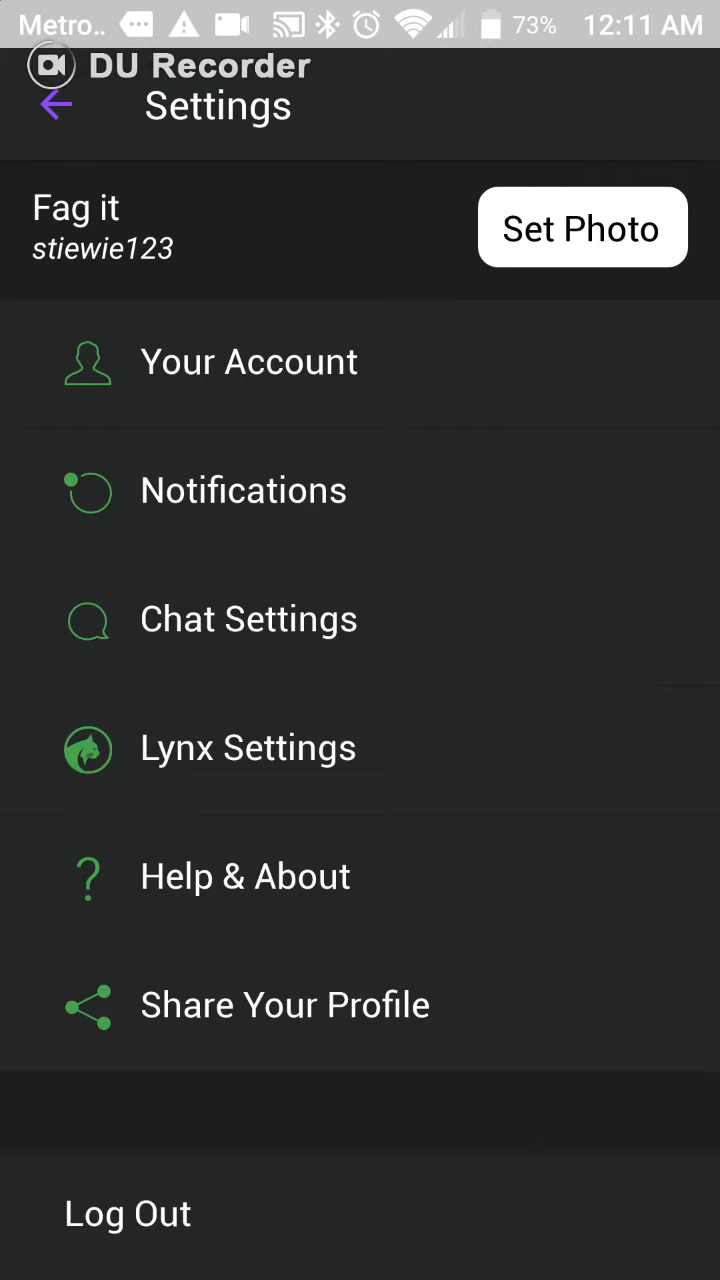 Metro.. 73% 12:11 AM
DU Recorder
Settings
Fag it
stiewie123
Set Photo
Your Account
Notifications
Chat Settings
Lynx Settings
Help & About
Share Your Profile
Log Out